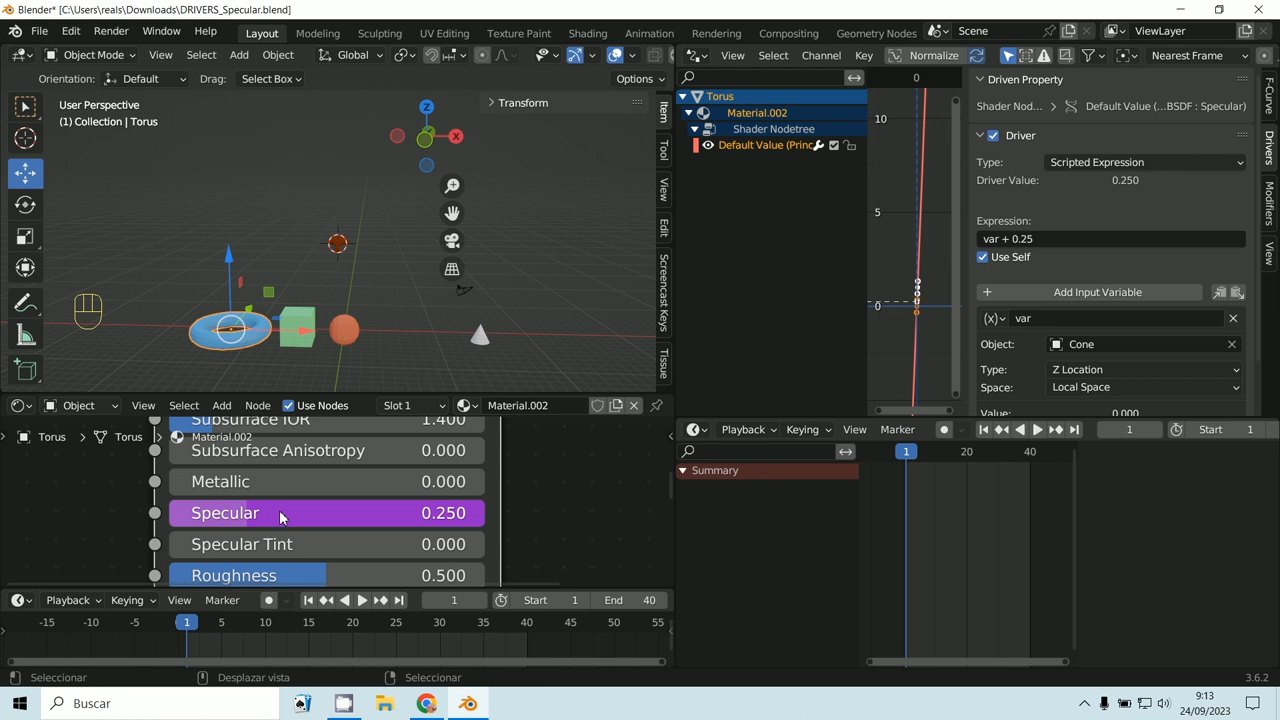 Blender* [C:\Users\reals\Downloads\DRIVERS_Specular.blend]
File Edit Render Window Help Layout Modeling Sculpting UV Editing Texture Paint Shading Animation Rendering Compositing Geometry Nodes Scene ViewLayer
Object Mode View Select Add Object Global
Orientation: Default Drag: Select Box Options
User Perspective
(1) Collection | Torus
Transform
Z
X
Item
Tool
View
Edit
Screencast Keys
Tissue
View Select Channel Key Normalize Nearest Frame
0
Torus
Material.002
Shader Nodetree
Default Value (Princ
10
5
0
Driven Property
Shader Nod... > Default Value (...BSDF : Specular)
Driver
Type: Scripted Expression
Driver Value: 0.250
Expression:
var + 0.25
Use Self
+ Add Input Variable
(x) var
Object: Cone
Type: Z Location
Space: Local Space
Value: 0.000
F-Curve
Drivers
Modifiers
View
Object View Select Add Node Use Nodes Slot 1 Material.002
Subsurface IOR 1.400
Torus > Torus > Material.002
Subsurface Anisotropy 0.000
Metallic 0.000
Specular 0.250
Specular Tint 0.000
Roughness 0.500
Playback Keying View Marker 1 Start 1
1 20 40
Summary
Playback Keying View Marker 1 Start 1 End 40
-15 -10 -5 1 5 10 15 20 25 30 35 40 45 50 55
Seleccionar Desplazar vista Seleccionar 3.6.2
Buscar
9:13
24/09/2023